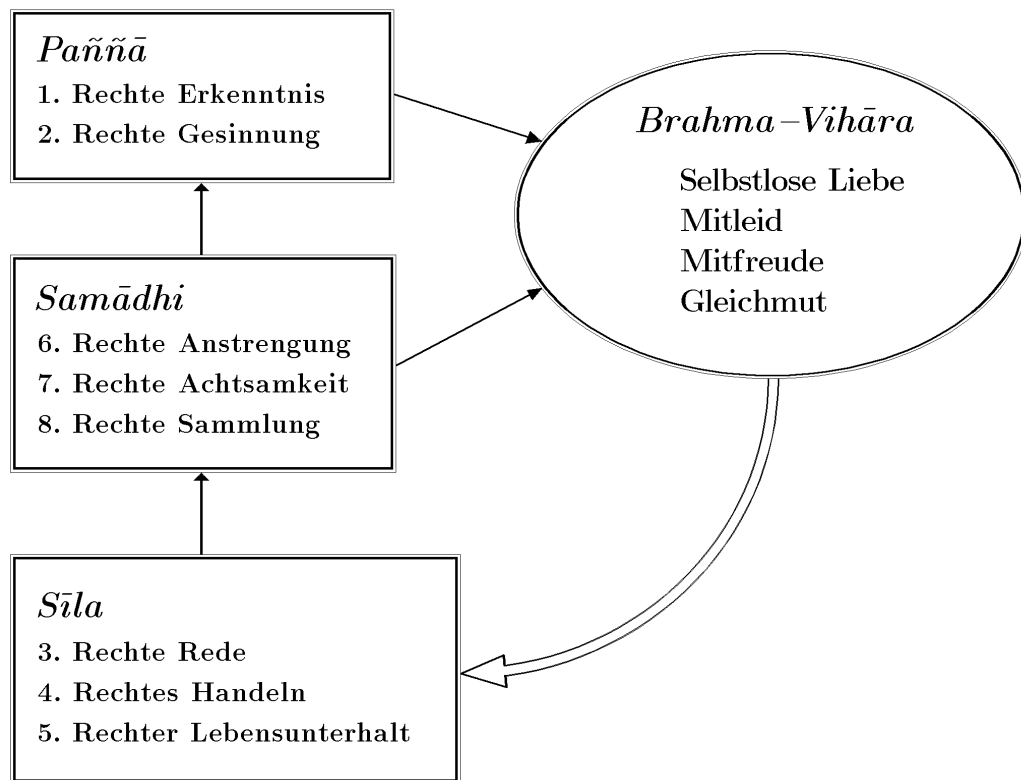 Paññā
1. Rechte Erkenntnis
2. Rechte Gesinnung
Brahma–Vihāra
Selbstlose Liebe
Mitleid
Mitfreude
Gleichmut
Samādhi
6. Rechte Anstrengung
7. Rechte Achtsamkeit
8. Rechte Sammlung
Sīla
3. Rechte Rede
4. Rechtes Handeln
5. Rechter Lebensunterhalt